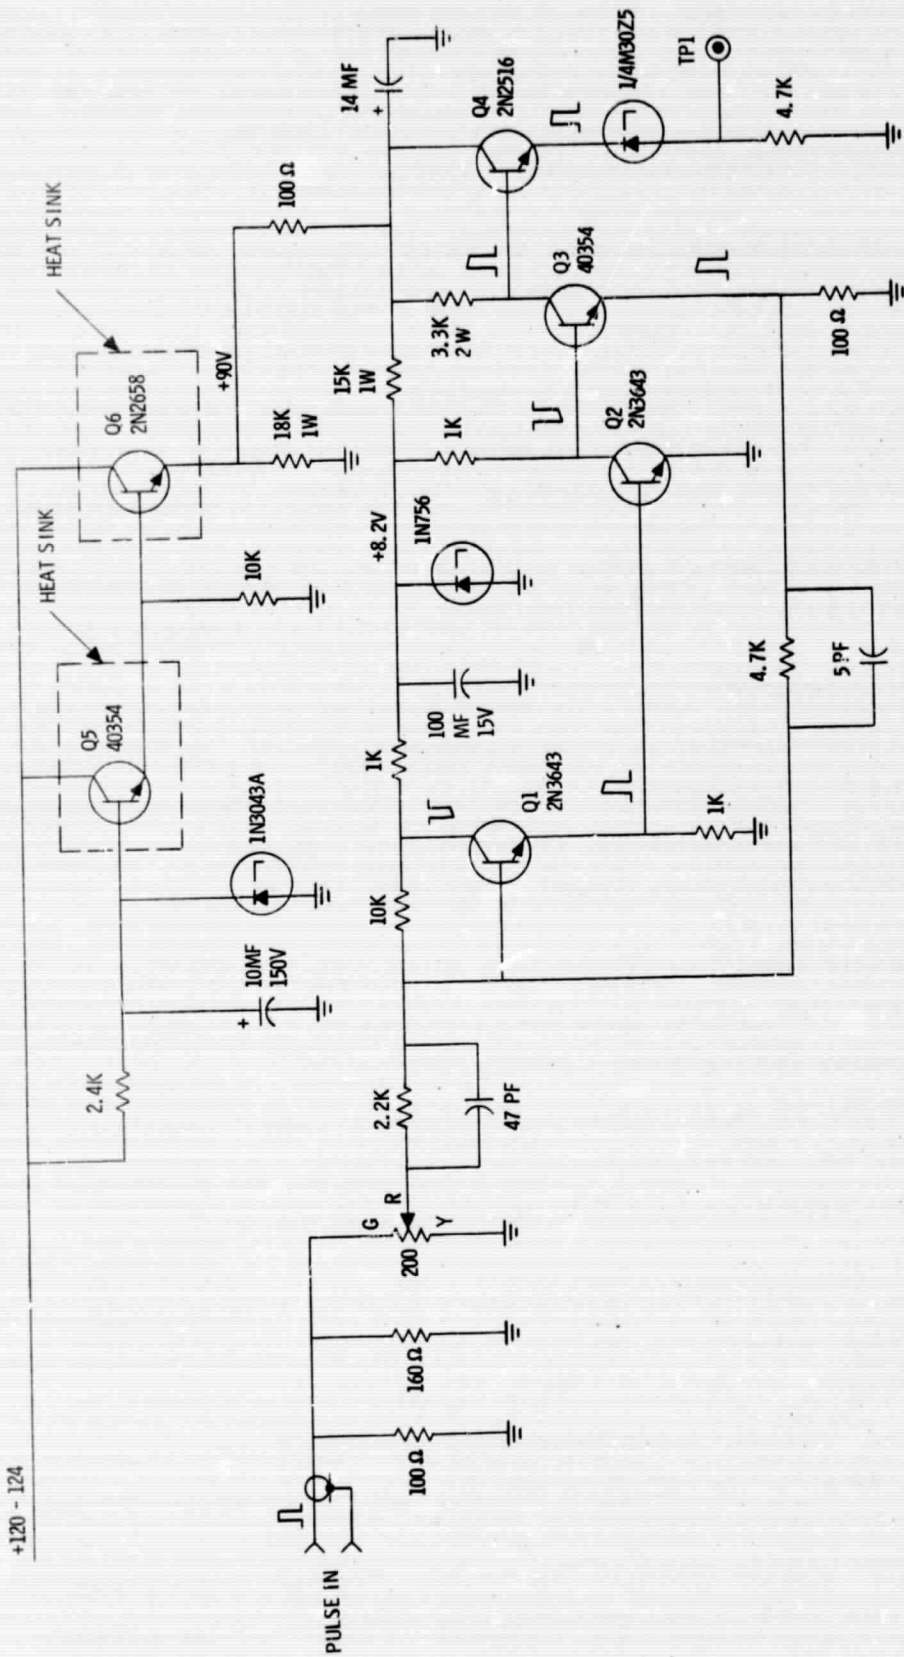 +120 - 124
2.4K
10MF
150V
+
1N3043A
Q5
40354
HEAT SINK
10K
Q6
2N2658
HEAT SINK
18K
1W
+90V
100 Ω
14 MF
+
PULSE IN
100 Ω
160 Ω
200
G
R
Y
2.2K
47 PF
10K
1K
Q1
2N3643
1K
100
MF
15V
+8.2V
1N756
1K
Q2
2N3643
15K
1W
3.3K
2 W
Q3
40354
Q4
2N2516
1/4M30Z5
TP1
4.7K
100 Ω
4.7K
5 PF